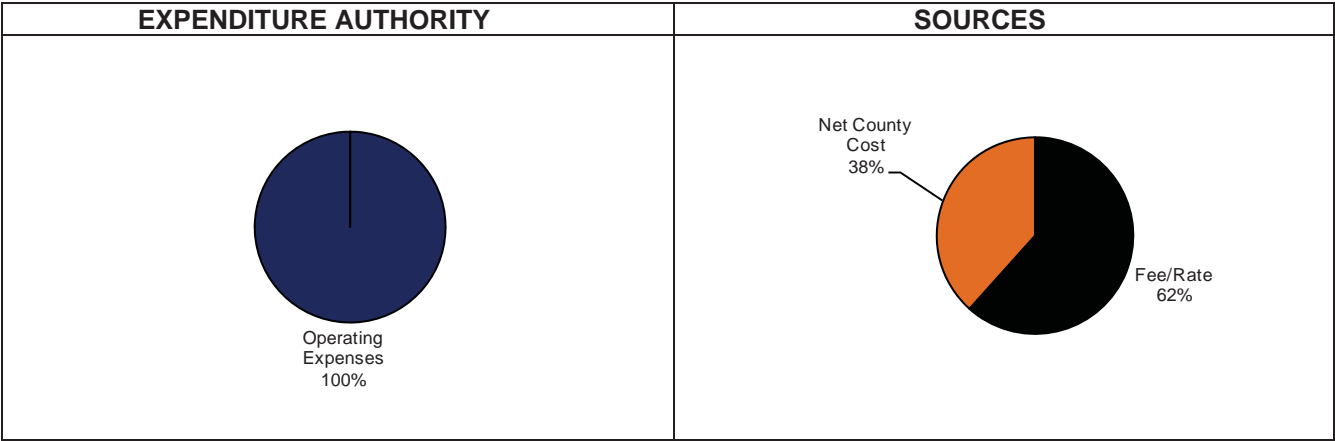 EXPENDITURE AUTHORITY
SOURCES
Operating
Expenses
100%
Net County
Cost
38%
Fee/Rate
62%